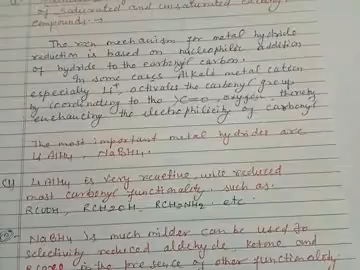 of saturated and unsaturated carbonyl
compounds:→
The main mechanism for metal hydride
reduction is based on nucleophilic addition
of hydride to the carbonyl carbon.
In some cases Alkali metal cation
especially Li+, activates the carbonyl group
by coordinating to the >C=O, oxygen, thereby
enchancing the electrophilicity of carbonyl
The most important metal hydrides are
LiAlH4, NaBH4.
(1) LiAlH4 is very reactive, will reduced
most carbonyl functionality, such as.
RCOOH, RCH2OH, RCH2NH2, etc.
(2) - NaBH4 is much milder can be used to
selectivity reduced aldehyde, ketone and
in the presence of other functionality